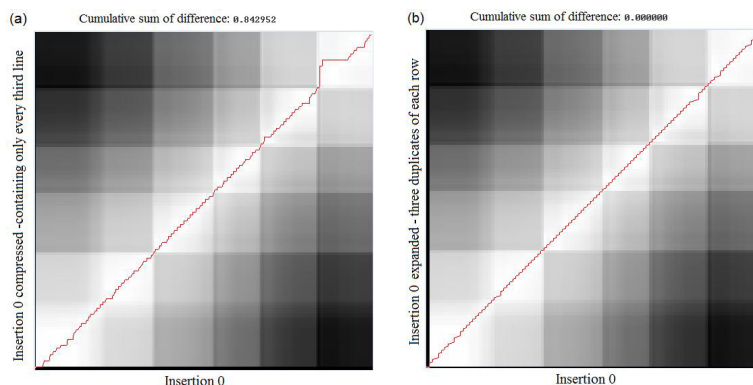 (a)
Cumulative sum of difference: 0.842952
Insertion 0 compressed -containing only every third line
Insertion 0
(b)
Cumulative sum of difference: 0.000000
Insertion 0 expanded - three duplicates of each row
Insertion 0